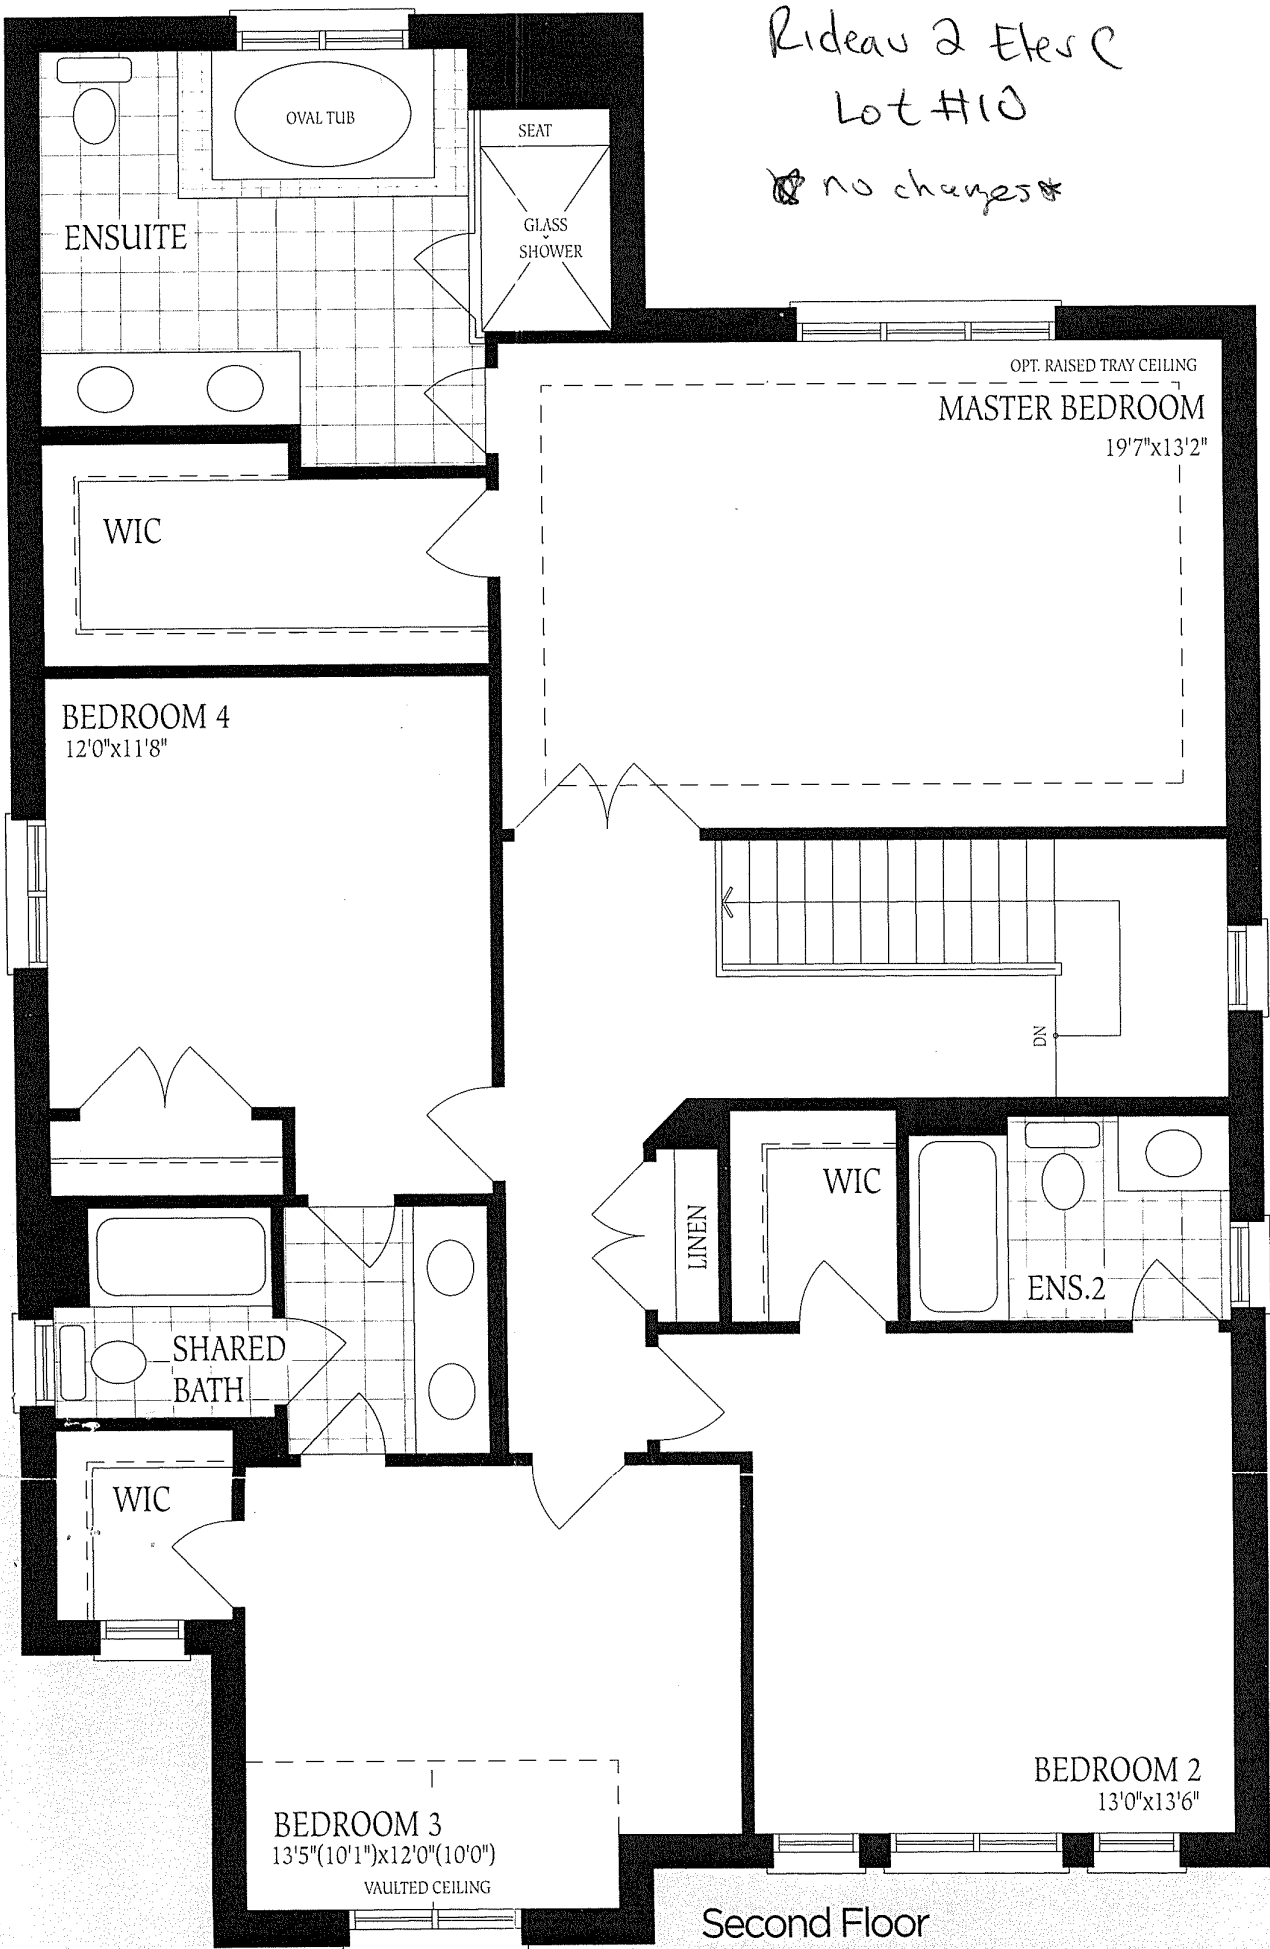 Rideau 2 Elev C
Lot #10
* no changes*
OVAL TUB
SEAT
GLASS
SHOWER
ENSUITE
OPT. RAISED TRAY CEILING
MASTER BEDROOM
19'7"x13'2"
WIC
BEDROOM 4
12'0"x11'8"
DN
WIC
LINEN
ENS.2
SHARED
BATH
WIC
BEDROOM 2
13'0"x13'6"
BEDROOM 3
13'5"(10'1")x12'0"(10'0")
VAULTED CEILING
Second Floor